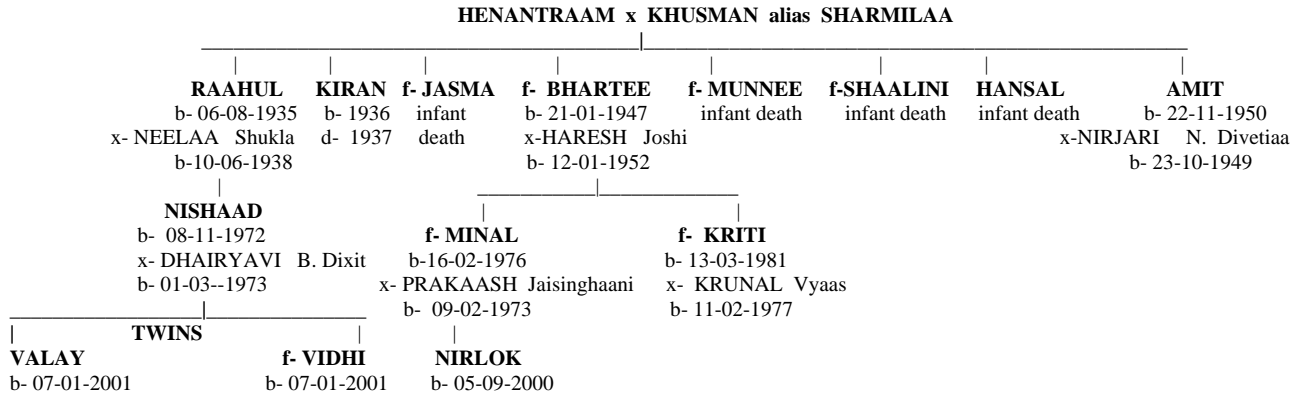 HENANTRAAM x KHUSMAN alias SHARMILAA
RAAHUL KIRAN f- JASMA f- BHARTEE f- MUNNEE f-SHAALINI HANSAL AMIT
b- 06-08-1935 b- 1936 infant b- 21-01-1947 infant death infant death infant death b- 22-11-1950
x- NEELAA Shukla d- 1937 death x-HARESH Joshi x-NIRJARI N. Divetiaa
b-10-06-1938 b- 12-01-1952 b- 23-10-1949
NISHAAD
b- 08-11-1972 f- MINAL f- KRITI
x- DHAIRYAVI B. Dixit b-16-02-1976 b- 13-03-1981
b- 01-03--1973 x- PRAKAASH Jaisinghaani x- KRUNAL Vyaas
b- 09-02-1973 b- 11-02-1977
TWINS
VALAY f- VIDHI NIRLOK
b- 07-01-2001 b- 07-01-2001 b- 05-09-2000